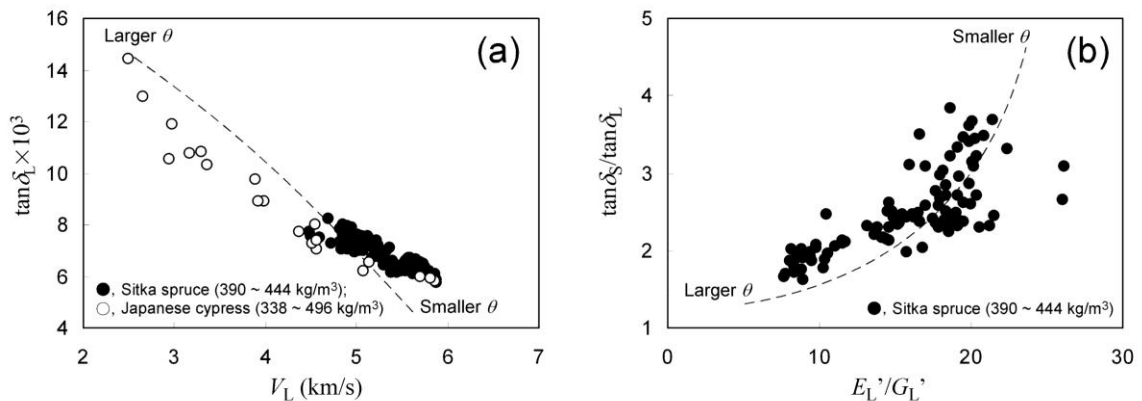 (a)
Larger θ
Smaller θ
●, Sitka spruce (390 ~ 444 kg/m³);
○, Japanese cypress (338 ~ 496 kg/m³)
16
14
12
10
8
6
4
2 3 4 5 6 7
tanδL×10³
VL (km/s)
(b)
Smaller θ
Larger θ
●, Sitka spruce (390 ~ 444 kg/m³)
5
4
3
2
1
0 10 20 30
tanδS/tanδL
EL’/GL’